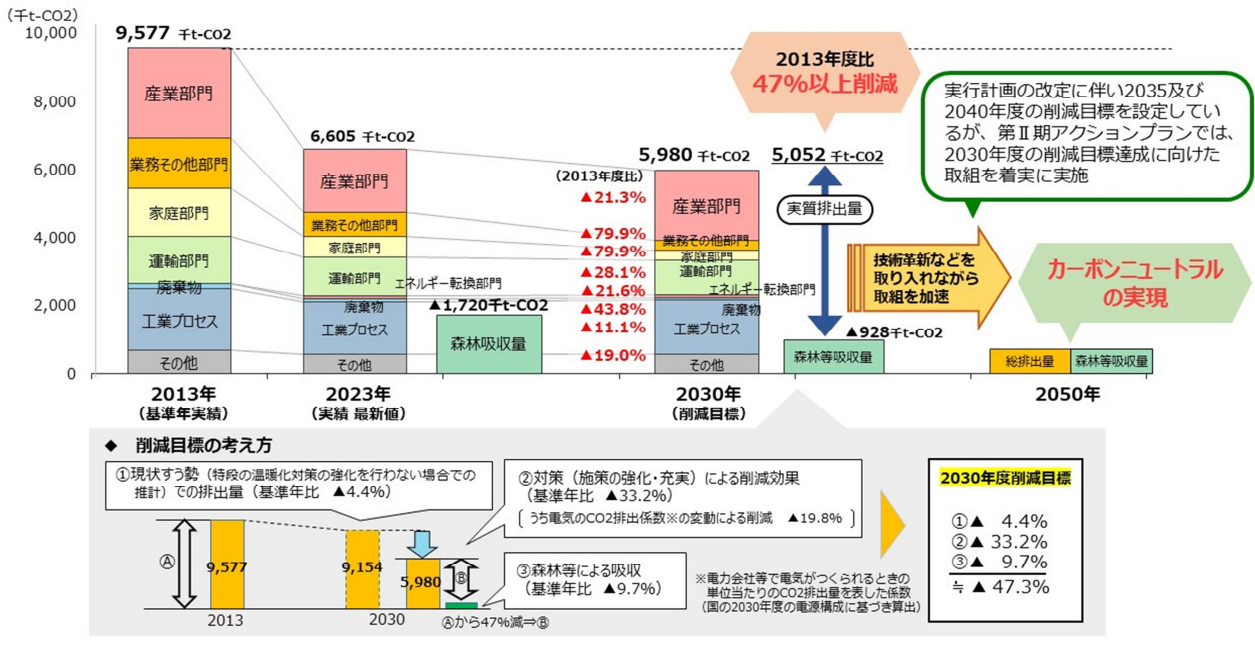 （千t-CO2）
10,000
8,000
6,000
4,000
2,000
0
9,577 千t-CO2
産業部門
業務その他部門
家庭部門
運輸部門
廃棄物
工業プロセス
その他
2013年
（基準年実績）
6,605 千t-CO2
産業部門
業務その他部門
家庭部門
運輸部門
エネルギー転換部門
廃棄物
工業プロセス
その他
2023年
（実績 最新値）
▲1,720千t-CO2
森林吸収量
（2013年度比）
▲21.3%
▲79.9%
▲79.9%
▲28.1%
▲21.6%
▲43.8%
▲11.1%
▲19.0%
5,980 千t-CO2
産業部門
業務その他部門
家庭部門
運輸部門
エネルギー転換部門
廃棄物
工業プロセス
その他
2030年
（削減目標）
2013年度比
47%以上削減
5,052 千t-CO2
実質排出量
▲928千t-CO2
森林等吸収量
実行計画の改定に伴い2035及び
2040年度の削減目標を設定してい
るが、第Ⅱ期アクションプランでは、
2030年度の削減目標達成に向けた
取組を着実に実施
技術革新などを
取り入れながら
取組を加速
カーボンニュートラル
の実現
総排出量
森林等吸収量
2050年
◆ 削減目標の考え方
①現状すう勢（特段の温暖化対策の強化を行わない場合での
推計）での排出量（基準年比 ▲4.4%）
Ⓐ
9,577
9,154
5,980
Ⓑ
2013
2030
Ⓐから47%減⇒Ⓑ
②対策（施策の強化・充実）による削減効果
（基準年比 ▲33.2%）
うち電気のCO2排出係数※の変動による削減 ▲19.8%
③森林等による吸収
（基準年比 ▲9.7%）
※電力会社等で電気がつくられるときの
単位当たりのCO2排出量を表した係数
（国の2030年度の電源構成に基づき算出）
2030年度削減目標
①▲ 4.4%
②▲ 33.2%
③▲ 9.7%
≒ ▲ 47.3%